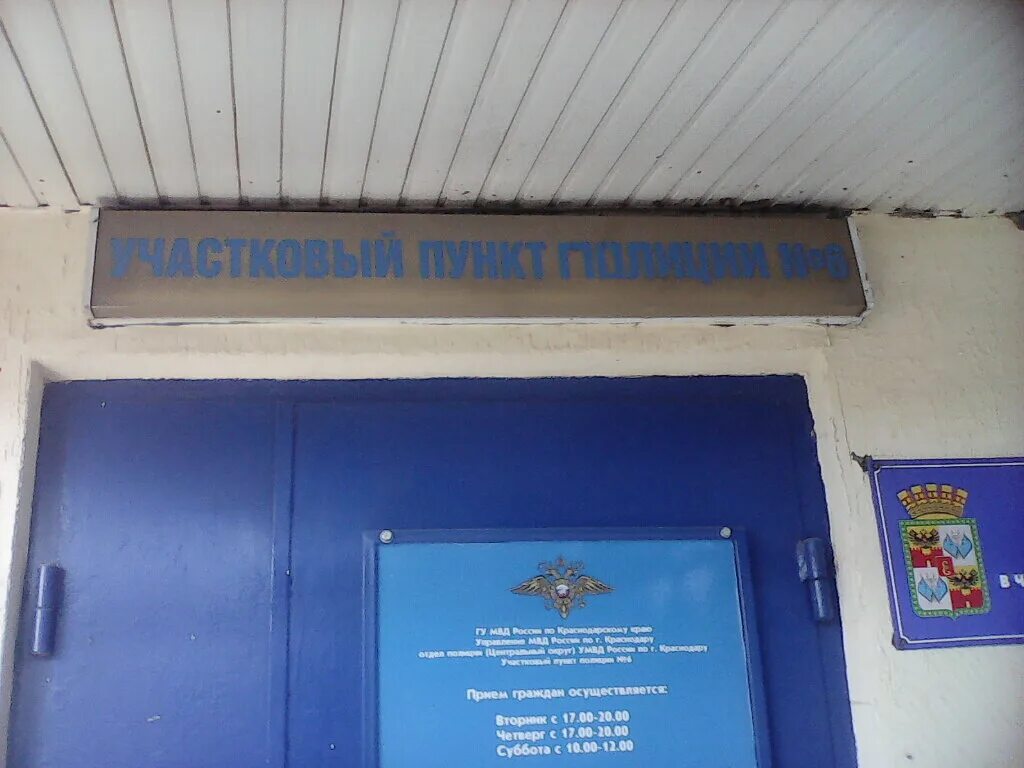 УЧАСТКОВЫЙ ПУНКТ ПОЛИЦИИ №6
ГУ МВД России по Краснодарскому краю
Управление МВД России по г. Краснодару
отдел полиции (Центральный округ) УМВД России по г. Краснодару
Участковый пункт полиции №6
Прием граждан осуществляется:
Вторник с 17.00-20.00
Четверг с 17.00-20.00
Суббота с 10.00-12.00
В